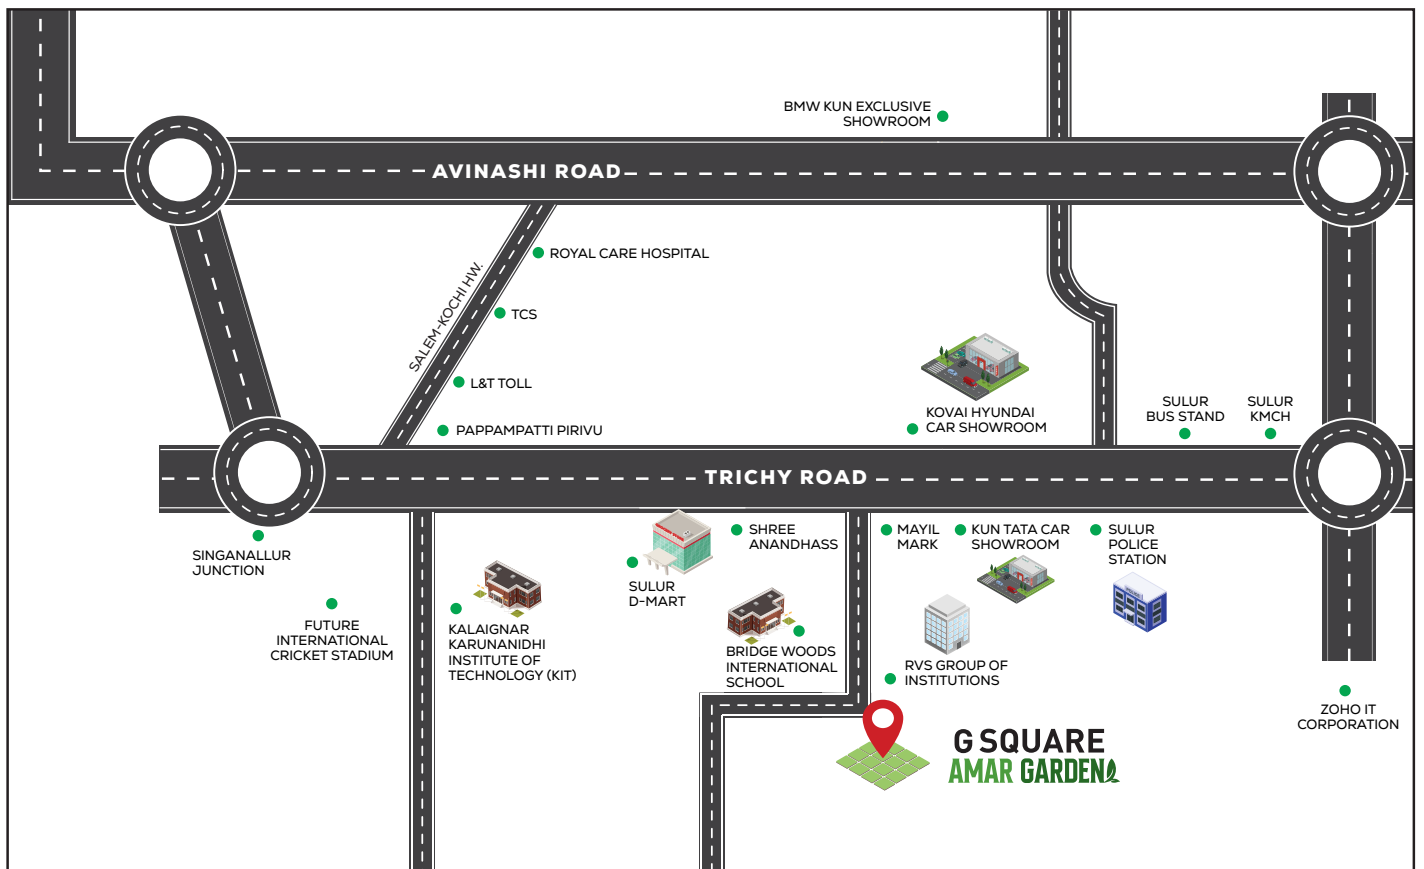 BMW KUN EXCLUSIVE
SHOWROOM
AVINASHI ROAD
ROYAL CARE HOSPITAL
SALEM-KOCHI HW.
TCS
L&T TOLL
PAPPAMPATTI PIRIVU
KOVAI HYUNDAI
CAR SHOWROOM
SULUR
BUS STAND
SULUR
KMCH
TRICHY ROAD
SINGANALLUR
JUNCTION
FUTURE
INTERNATIONAL
CRICKET STADIUM
KALAIGNAR
KARUNANIDHI
INSTITUTE OF
TECHNOLOGY (KIT)
SULUR
D-MART
SHREE
ANANDHASS
BRIDGE WOODS
INTERNATIONAL
SCHOOL
MAYIL
MARK
KUN TATA CAR
SHOWROOM
SULUR
POLICE
STATION
RVS GROUP OF
INSTITUTIONS
ZOHO IT
CORPORATION
G SQUARE
AMAR GARDEN